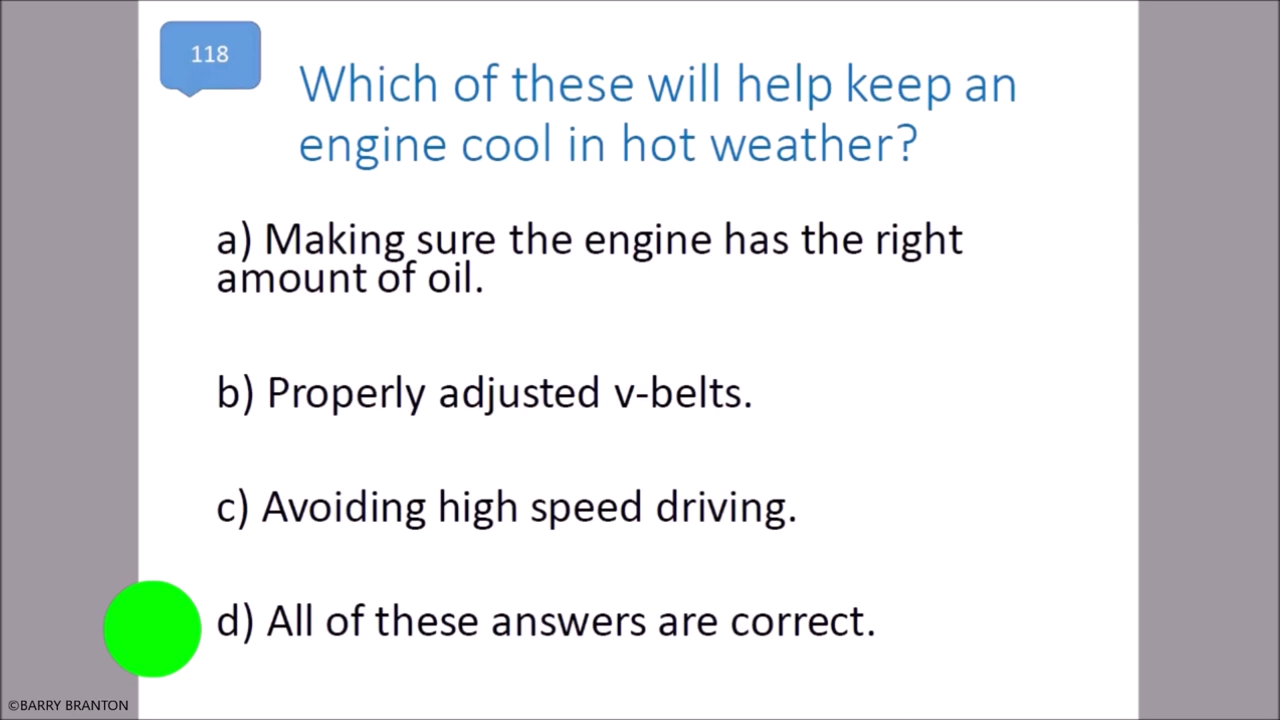 118
Which of these will help keep an
engine cool in hot weather?
a) Making sure the engine has the right
amount of oil.
b) Properly adjusted v-belts.
c) Avoiding high speed driving.
d) All of these answers are correct.
©BARRY BRANTON